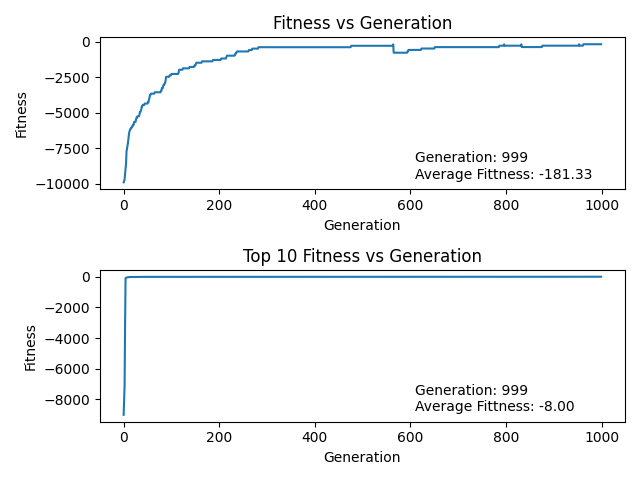 Fitness vs Generation
0
−2500
−5000
−7500
−10000
Fitness
Generation: 999
Average Fittness: -181.33
0 200 400 600 800 1000
Generation
Top 10 Fitness vs Generation
0
−2000
−4000
−6000
−8000
Fitness
Generation: 999
Average Fittness: -8.00
0 200 400 600 800 1000
Generation